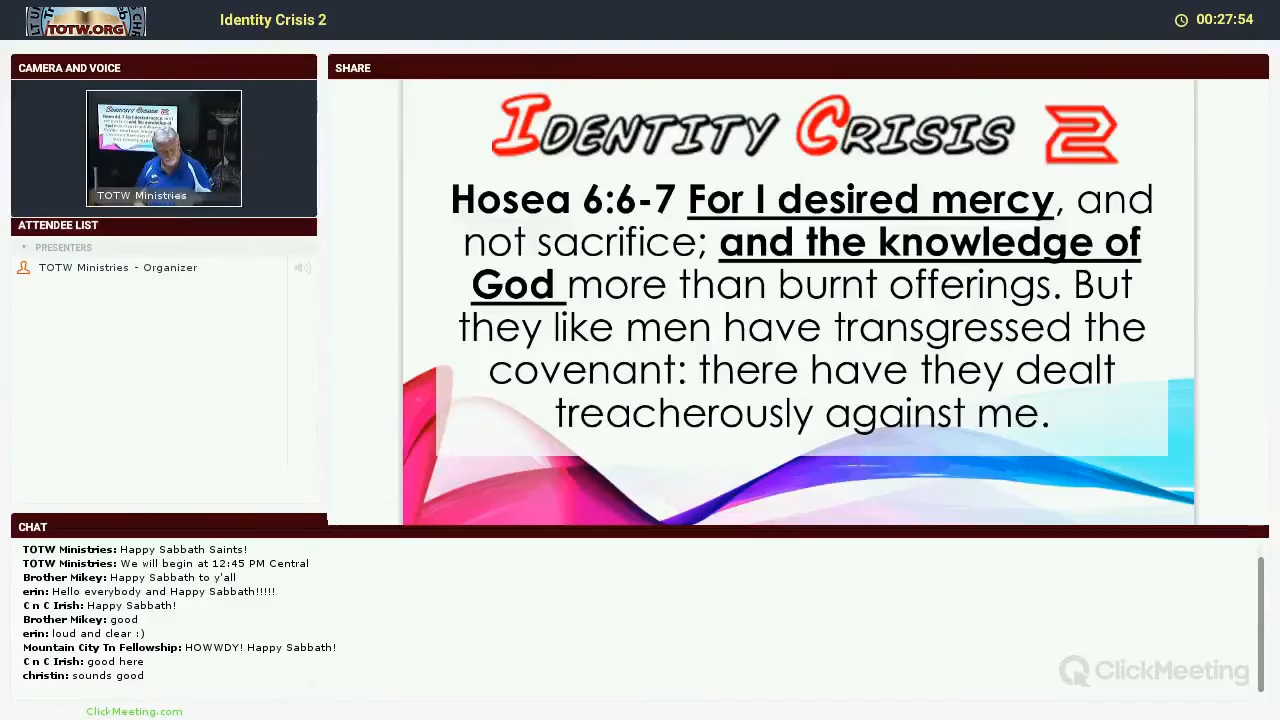 TOTW.ORG
Identity Crisis 2
00:27:54
CAMERA AND VOICE
TOTW Ministries
ATTENDEE LIST
PRESENTERS
TOTW Ministries - Organizer
SHARE
IDENTITY CRISIS 2
Hosea 6:6-7 For I desired mercy, and
not sacrifice; and the knowledge of
God more than burnt offerings. But
they like men have transgressed the
covenant: there have they dealt
treacherously against me.
CHAT
TOTW Ministries: Happy Sabbath Saints!
TOTW Ministries: We will begin at 12:45 PM Central
Brother Mikey: Happy Sabbath to y'all
erin: Hello everybody and Happy Sabbath!!!!!
C n C Irish: Happy Sabbath!
Brother Mikey: good
erin: loud and clear :)
Mountain City Tn Fellowship: HOWWDY! Happy Sabbath!
C n C Irish: good here
christin: sounds good
ClickMeeting
ClickMeeting.com